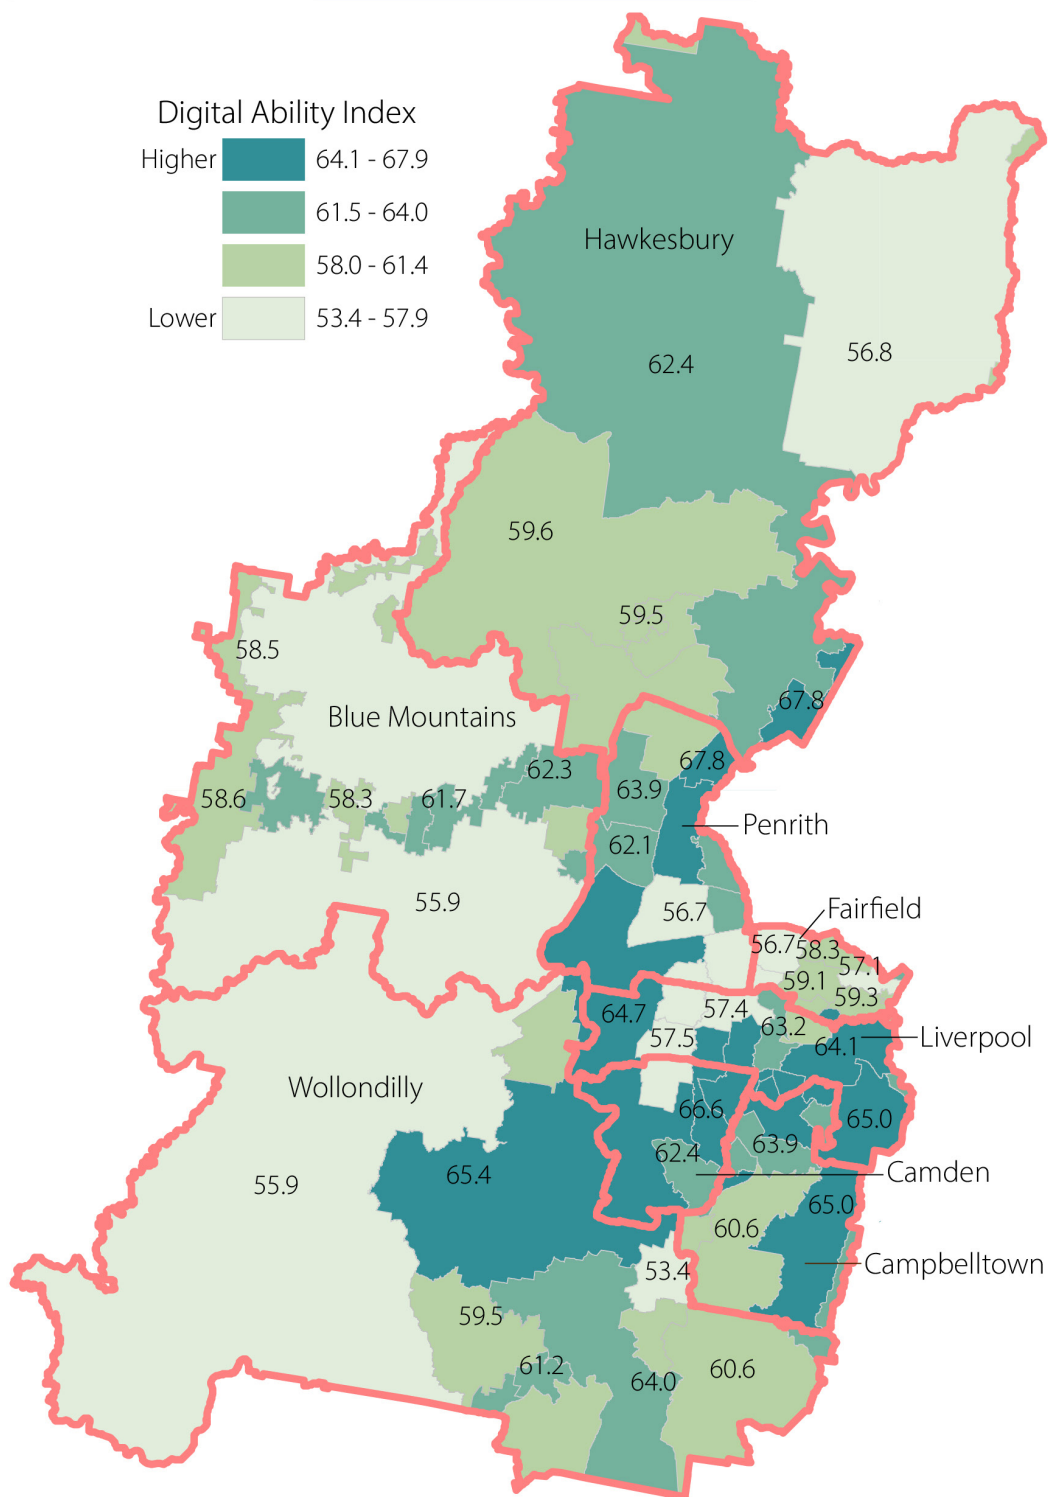 Digital Ability Index
Higher 64.1 - 67.9
61.5 - 64.0
58.0 - 61.4
Lower 53.4 - 57.9
Hawkesbury
62.4
56.8
59.6
59.5
58.5
67.8
Blue Mountains
67.8
62.3
63.9
58.6
58.3
61.7
Penrith
62.1
55.9
56.7
Fairfield
56.7
58.3
57.1
59.1
59.3
64.7
57.4
57.5
63.2
64.1
Liverpool
Wollondilly
66.6
65.0
63.9
62.4
Camden
65.4
55.9
65.0
60.6
Campbelltown
53.4
59.5
61.2
64.0
60.6